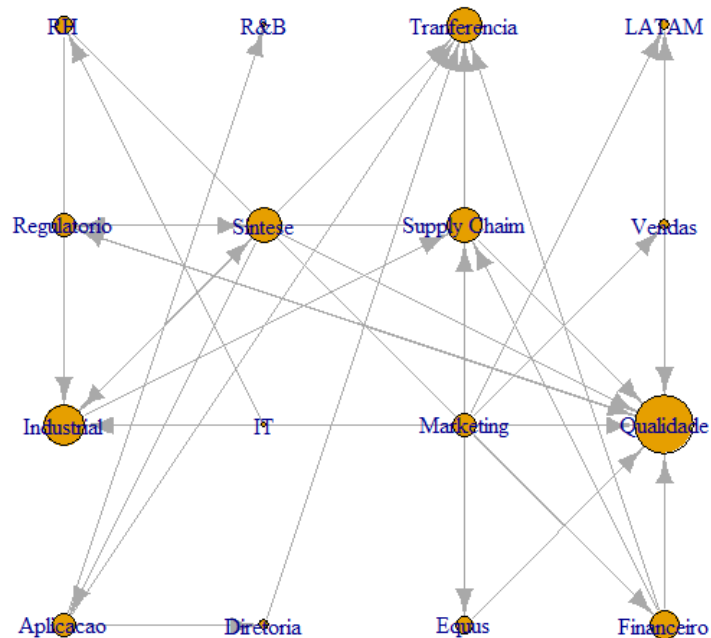 RH R&B Tranferencia LATAM
Regulatorio Sintese Supply Chaim Vendas
Industrial IT Marketing Qualidade
Aplicacao Diretoria Equus Financeiro